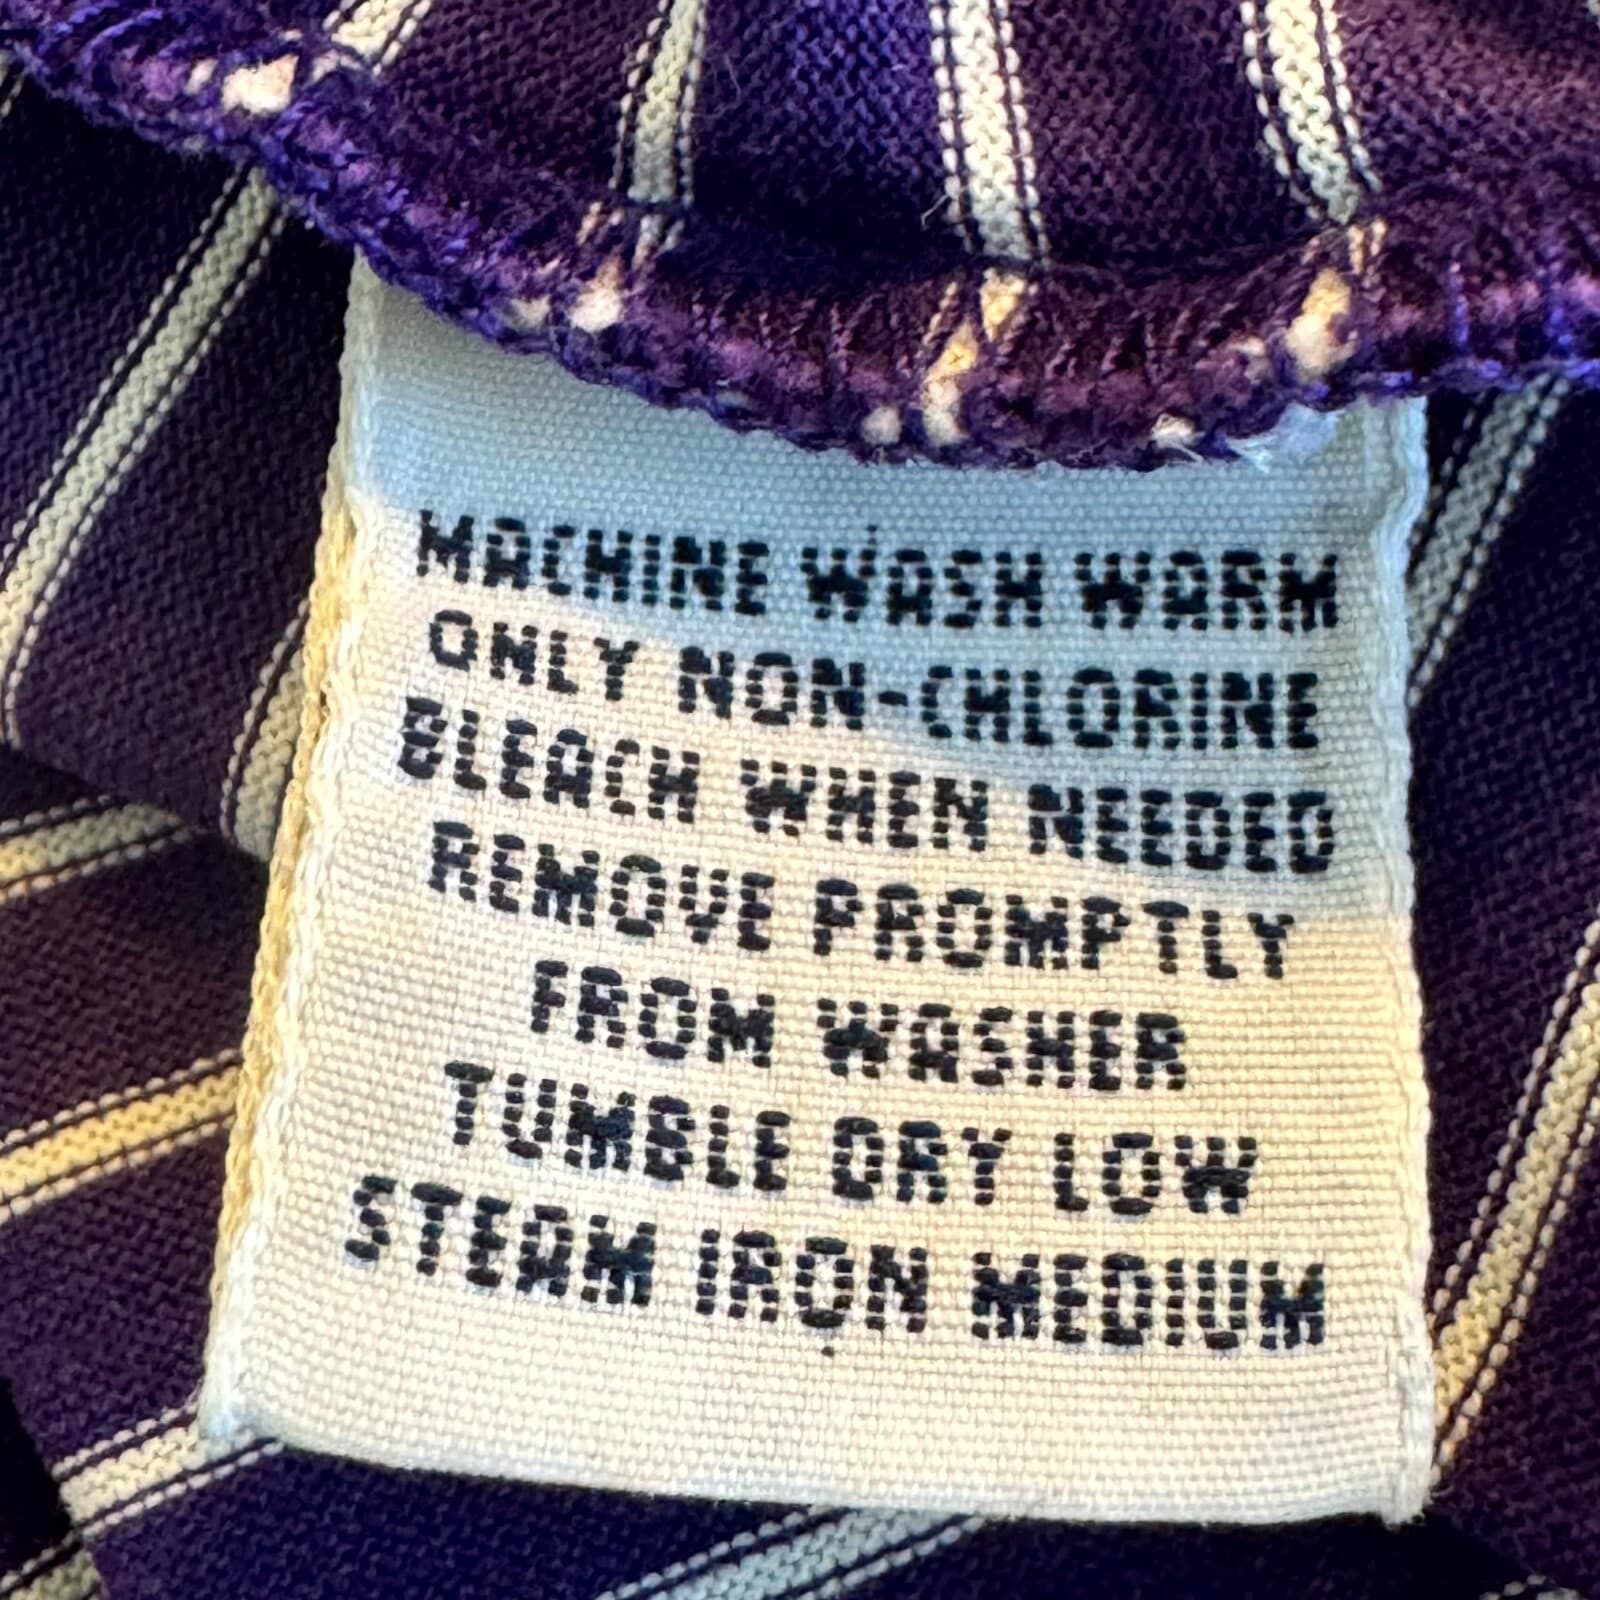 MACHINE WASH WARM
ONLY NON-CHLORINE
BLEACH WHEN NEEDED
REMOVE PROMPTLY
FROM WASHER
TUMBLE DRY LOW
STEAM IRON MEDIUM